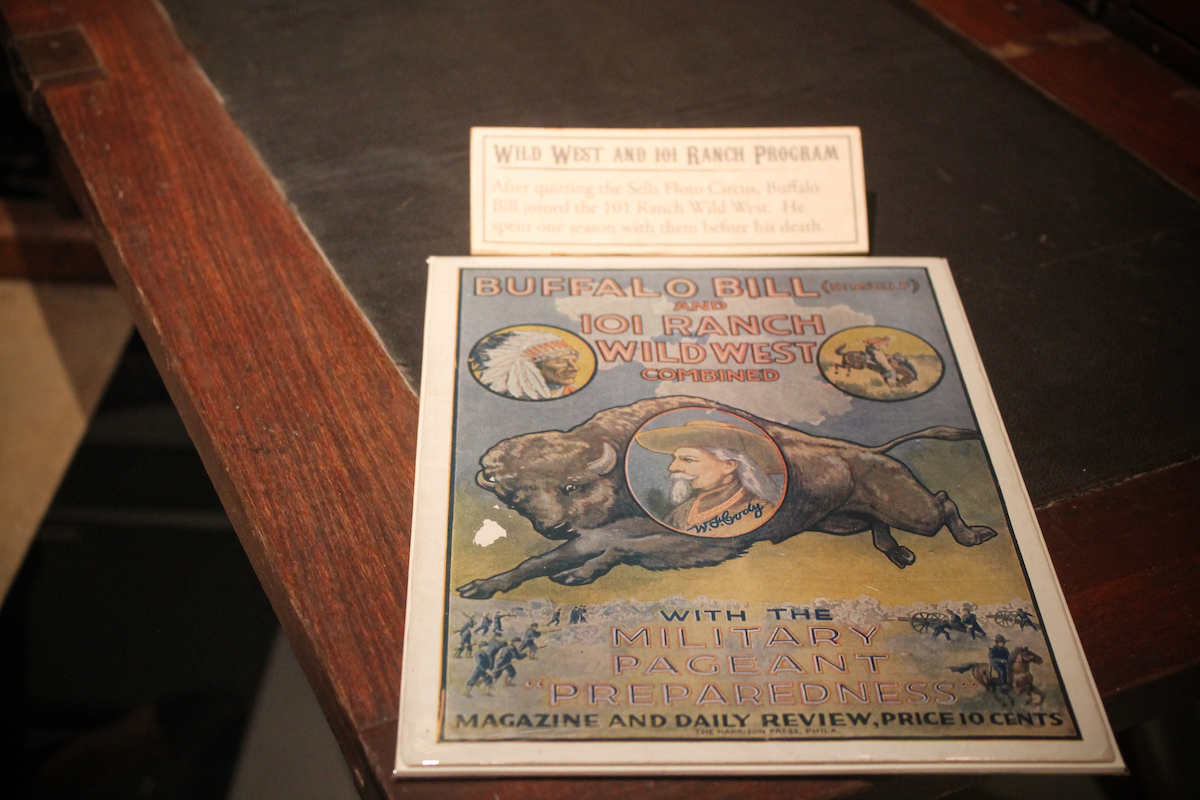 WILD WEST AND 101 RANCH PROGRAM
After quitting the Sells Floto Circus, Buffalo
Bill joined the 101 Ranch Wild West. He
spent one season with them before his death.
BUFFALO BILL (HIMSELF)
AND
101 RANCH
WILD WEST
COMBINED
W.F. Cody
WITH THE
MILITARY
PAGEANT
"PREPAREDNESS"
MAGAZINE AND DAILY REVIEW, PRICE 10 CENTS
THE HARRISON PRESS, PHILA.